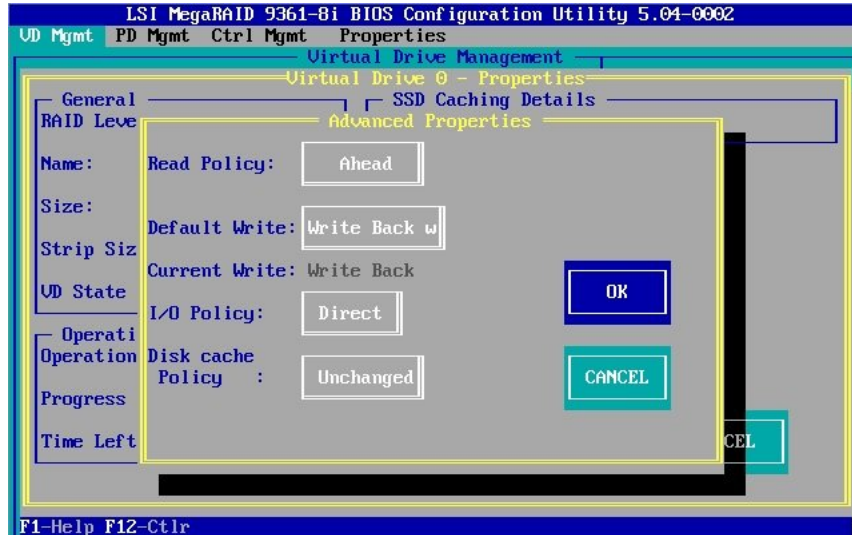 LSI MegaRAID 9361-8i BIOS Configuration Utility 5.04-0002
VD Mgmt PD Mgmt Ctrl Mgmt Properties
Virtual Drive Management
Virtual Drive 0 - Properties
General
SSD Caching Details
RAID Leve
Advanced Properties
Name:
Read Policy: Ahead
Size:
Default Write: Write Back w
Strip Siz
Current Write: Write Back
VD State
I/O Policy: Direct
OK
Operati
Operation
Disk cache
Policy : Unchanged
CANCEL
Progress
Time Left
CEL
F1-Help F12-Ctlr